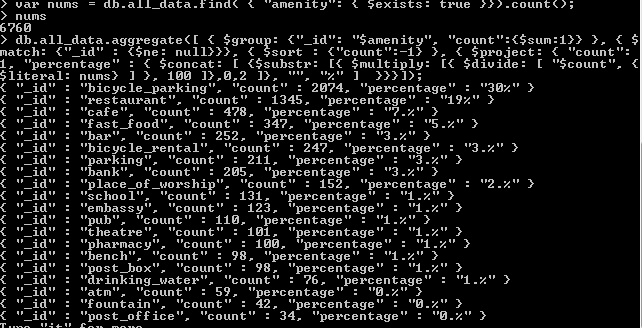 > var nums = db.all_data.find( { "amenity": { $exists: true }}).count();
> nums
6760
> db.all_data.aggregate([ { $group: {"_id": "$amenity", "count":{$sum:1}} }, { $
match: {"_id" : {$ne: null}}}, { $sort : {"count":-1} }, { $project: { "count":
1, "percentage" : { $concat: [ {$substr: [{ $multiply: [{ $divide: [ "$count", {
$literal: nums} ] }, 100 ]},0,2 ]}, "", "%" ]  }}}]);
{ "_id" : "bicycle_parking", "count" : 2074, "percentage" : "30%" }
{ "_id" : "restaurant", "count" : 1345, "percentage" : "19%" }
{ "_id" : "cafe", "count" : 478, "percentage" : "7.%" }
{ "_id" : "fast_food", "count" : 347, "percentage" : "5.%" }
{ "_id" : "bar", "count" : 252, "percentage" : "3.%" }
{ "_id" : "bicycle_rental", "count" : 247, "percentage" : "3.%" }
{ "_id" : "parking", "count" : 211, "percentage" : "3.%" }
{ "_id" : "bank", "count" : 205, "percentage" : "3.%" }
{ "_id" : "place_of_worship", "count" : 152, "percentage" : "2.%" }
{ "_id" : "school", "count" : 131, "percentage" : "1.%" }
{ "_id" : "embassy", "count" : 123, "percentage" : "1.%" }
{ "_id" : "pub", "count" : 110, "percentage" : "1.%" }
{ "_id" : "theatre", "count" : 101, "percentage" : "1.%" }
{ "_id" : "pharmacy", "count" : 100, "percentage" : "1.%" }
{ "_id" : "bench", "count" : 98, "percentage" : "1.%" }
{ "_id" : "post_box", "count" : 98, "percentage" : "1.%" }
{ "_id" : "drinking_water", "count" : 76, "percentage" : "1.%" }
{ "_id" : "atm", "count" : 59, "percentage" : "0.%" }
{ "_id" : "fountain", "count" : 42, "percentage" : "0.%" }
{ "_id" : "post_office", "count" : 34, "percentage" : "0.%" }
Type "it" for more